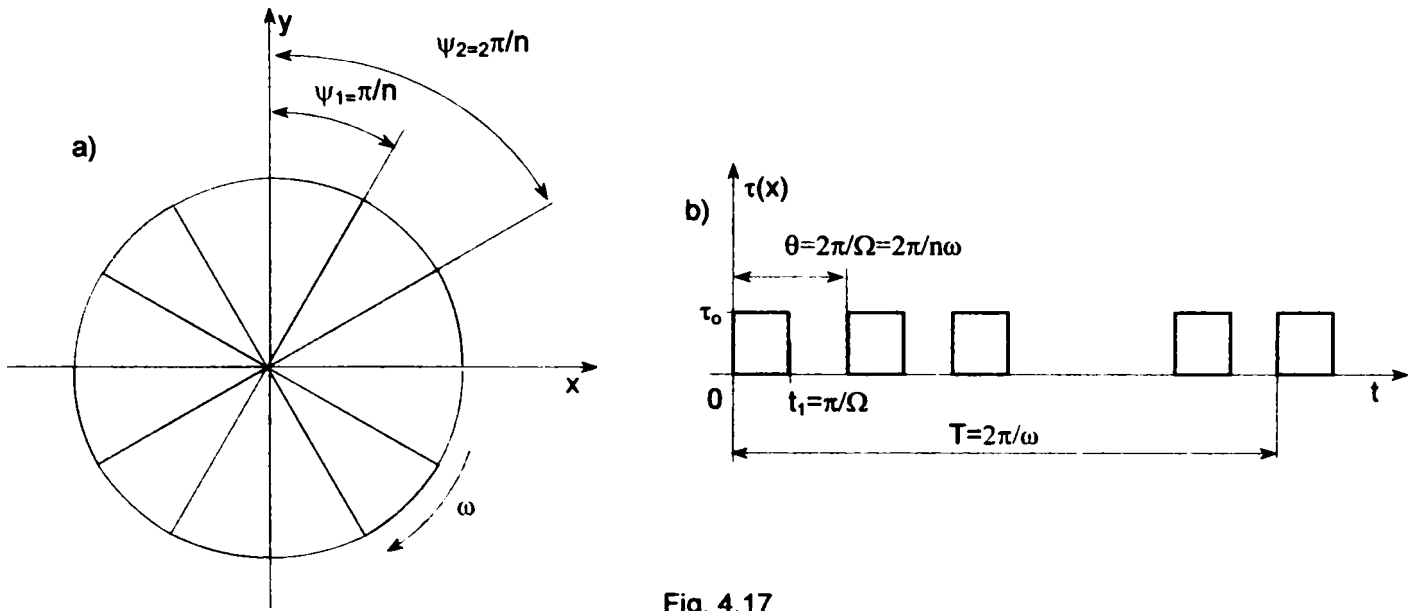 y
ψ₂₌₂π/n
ψ₁₌π/n
a)
x
ω
b)
τ(x)
θ=2π/Ω=2π/nω
τₒ
0
t₁=π/Ω
t
T=2π/ω
Fig. 4.17